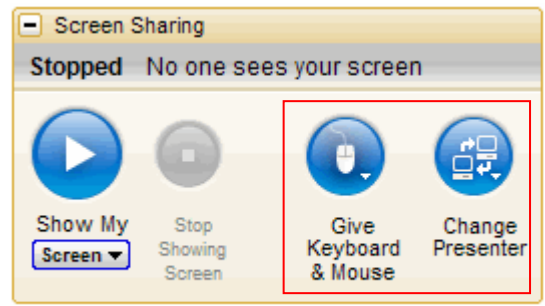 Screen Sharing
Stopped No one sees your screen
Show My
Screen
Stop
Showing
Screen
Give
Keyboard
& Mouse
Change
Presenter